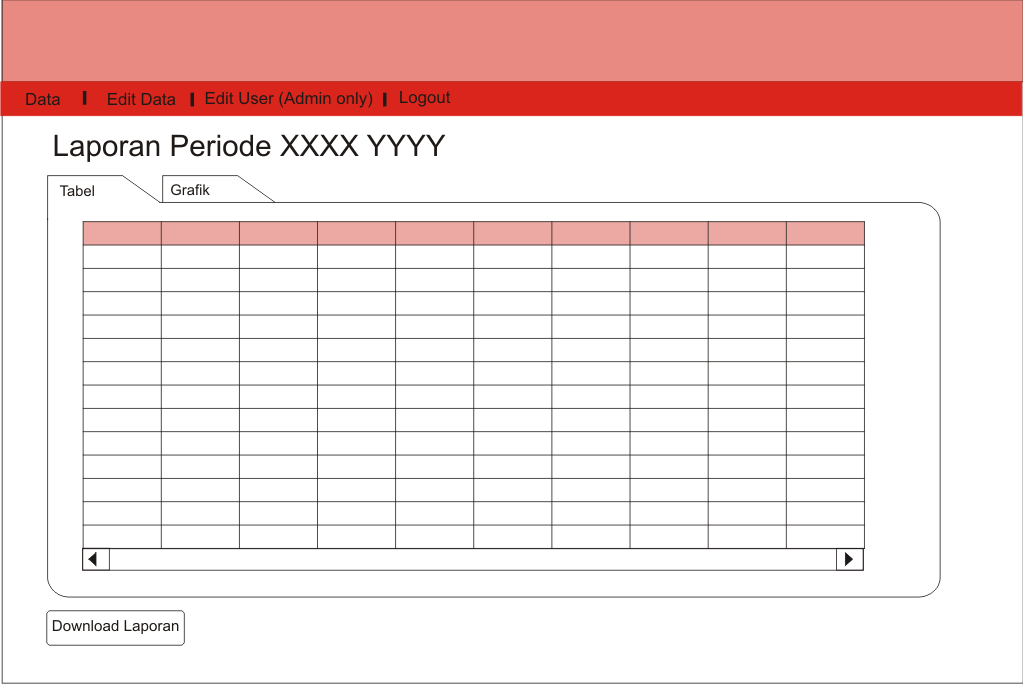 Data | Edit Data | Edit User (Admin only) | Logout
Laporan Periode XXXX YYYY
Tabel Grafik
Download Laporan